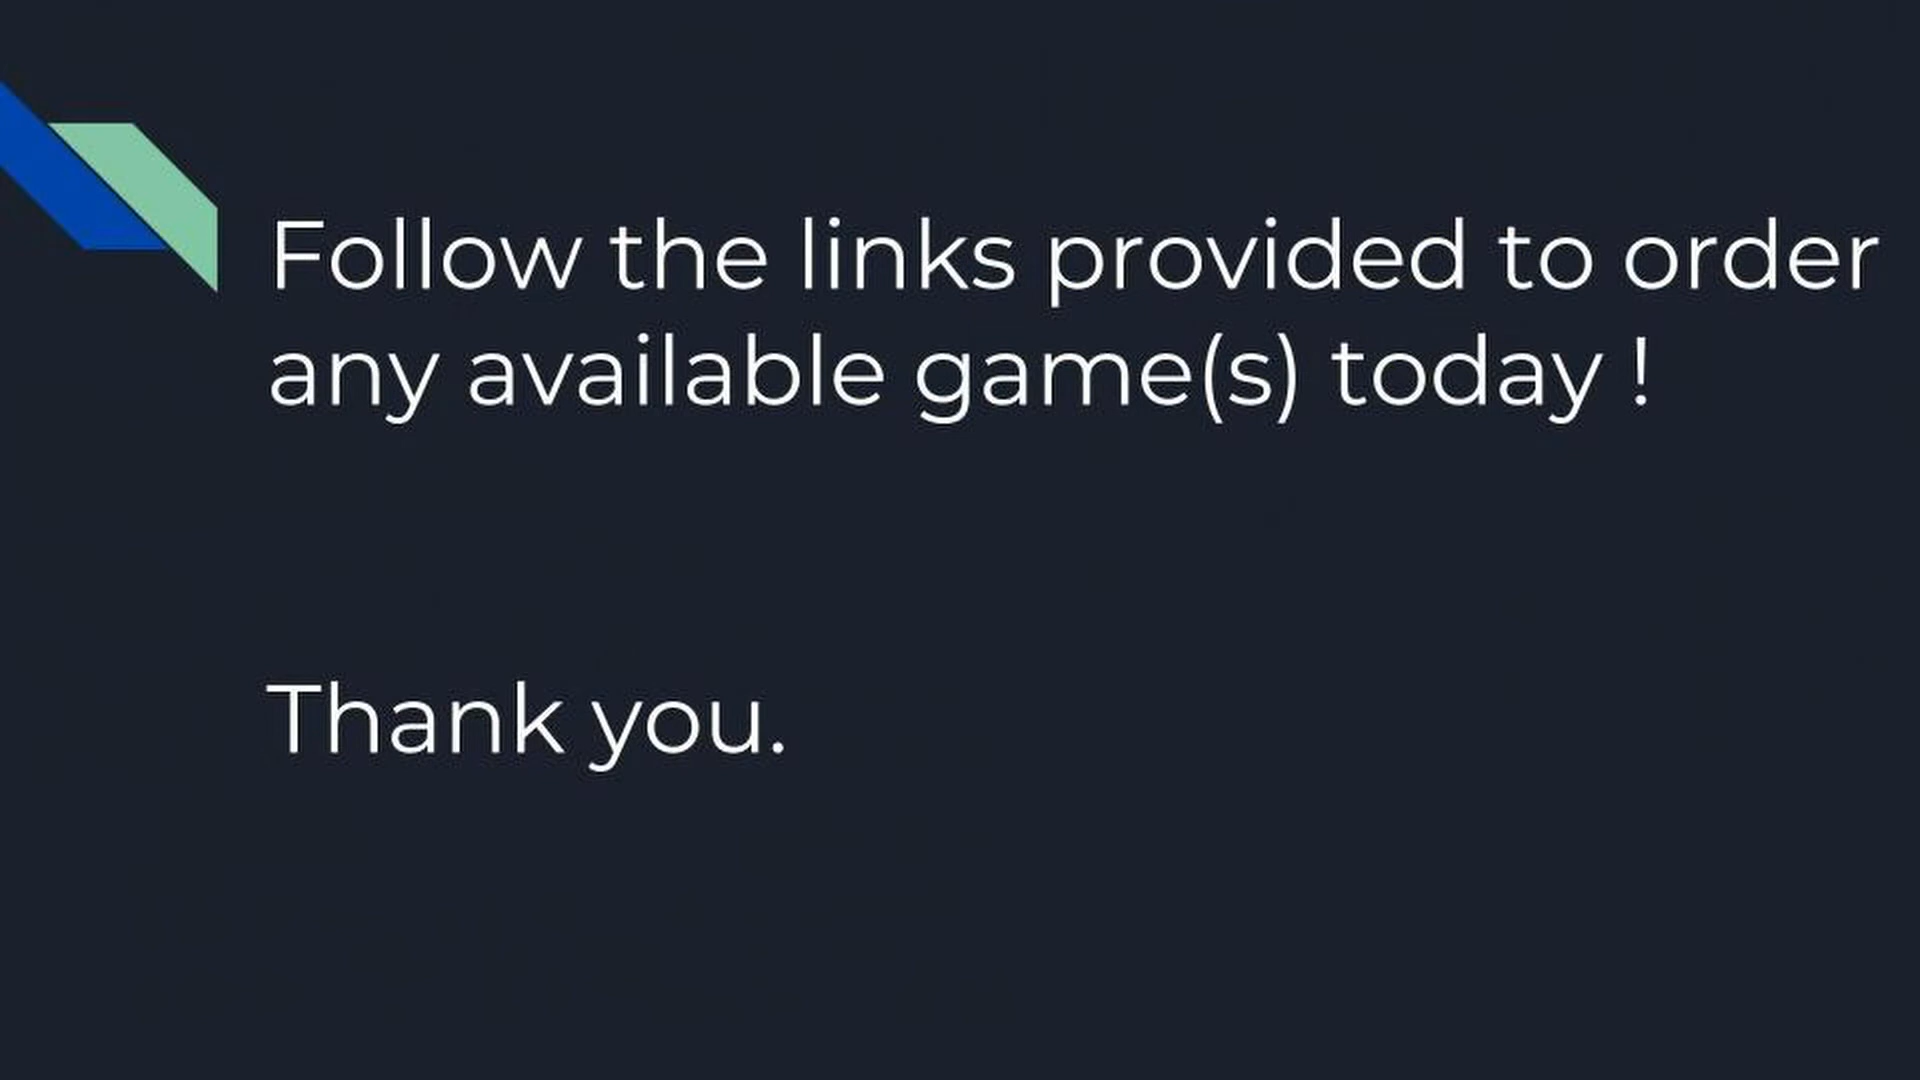 Follow the links provided to order
any available game(s) today !
Thank you.